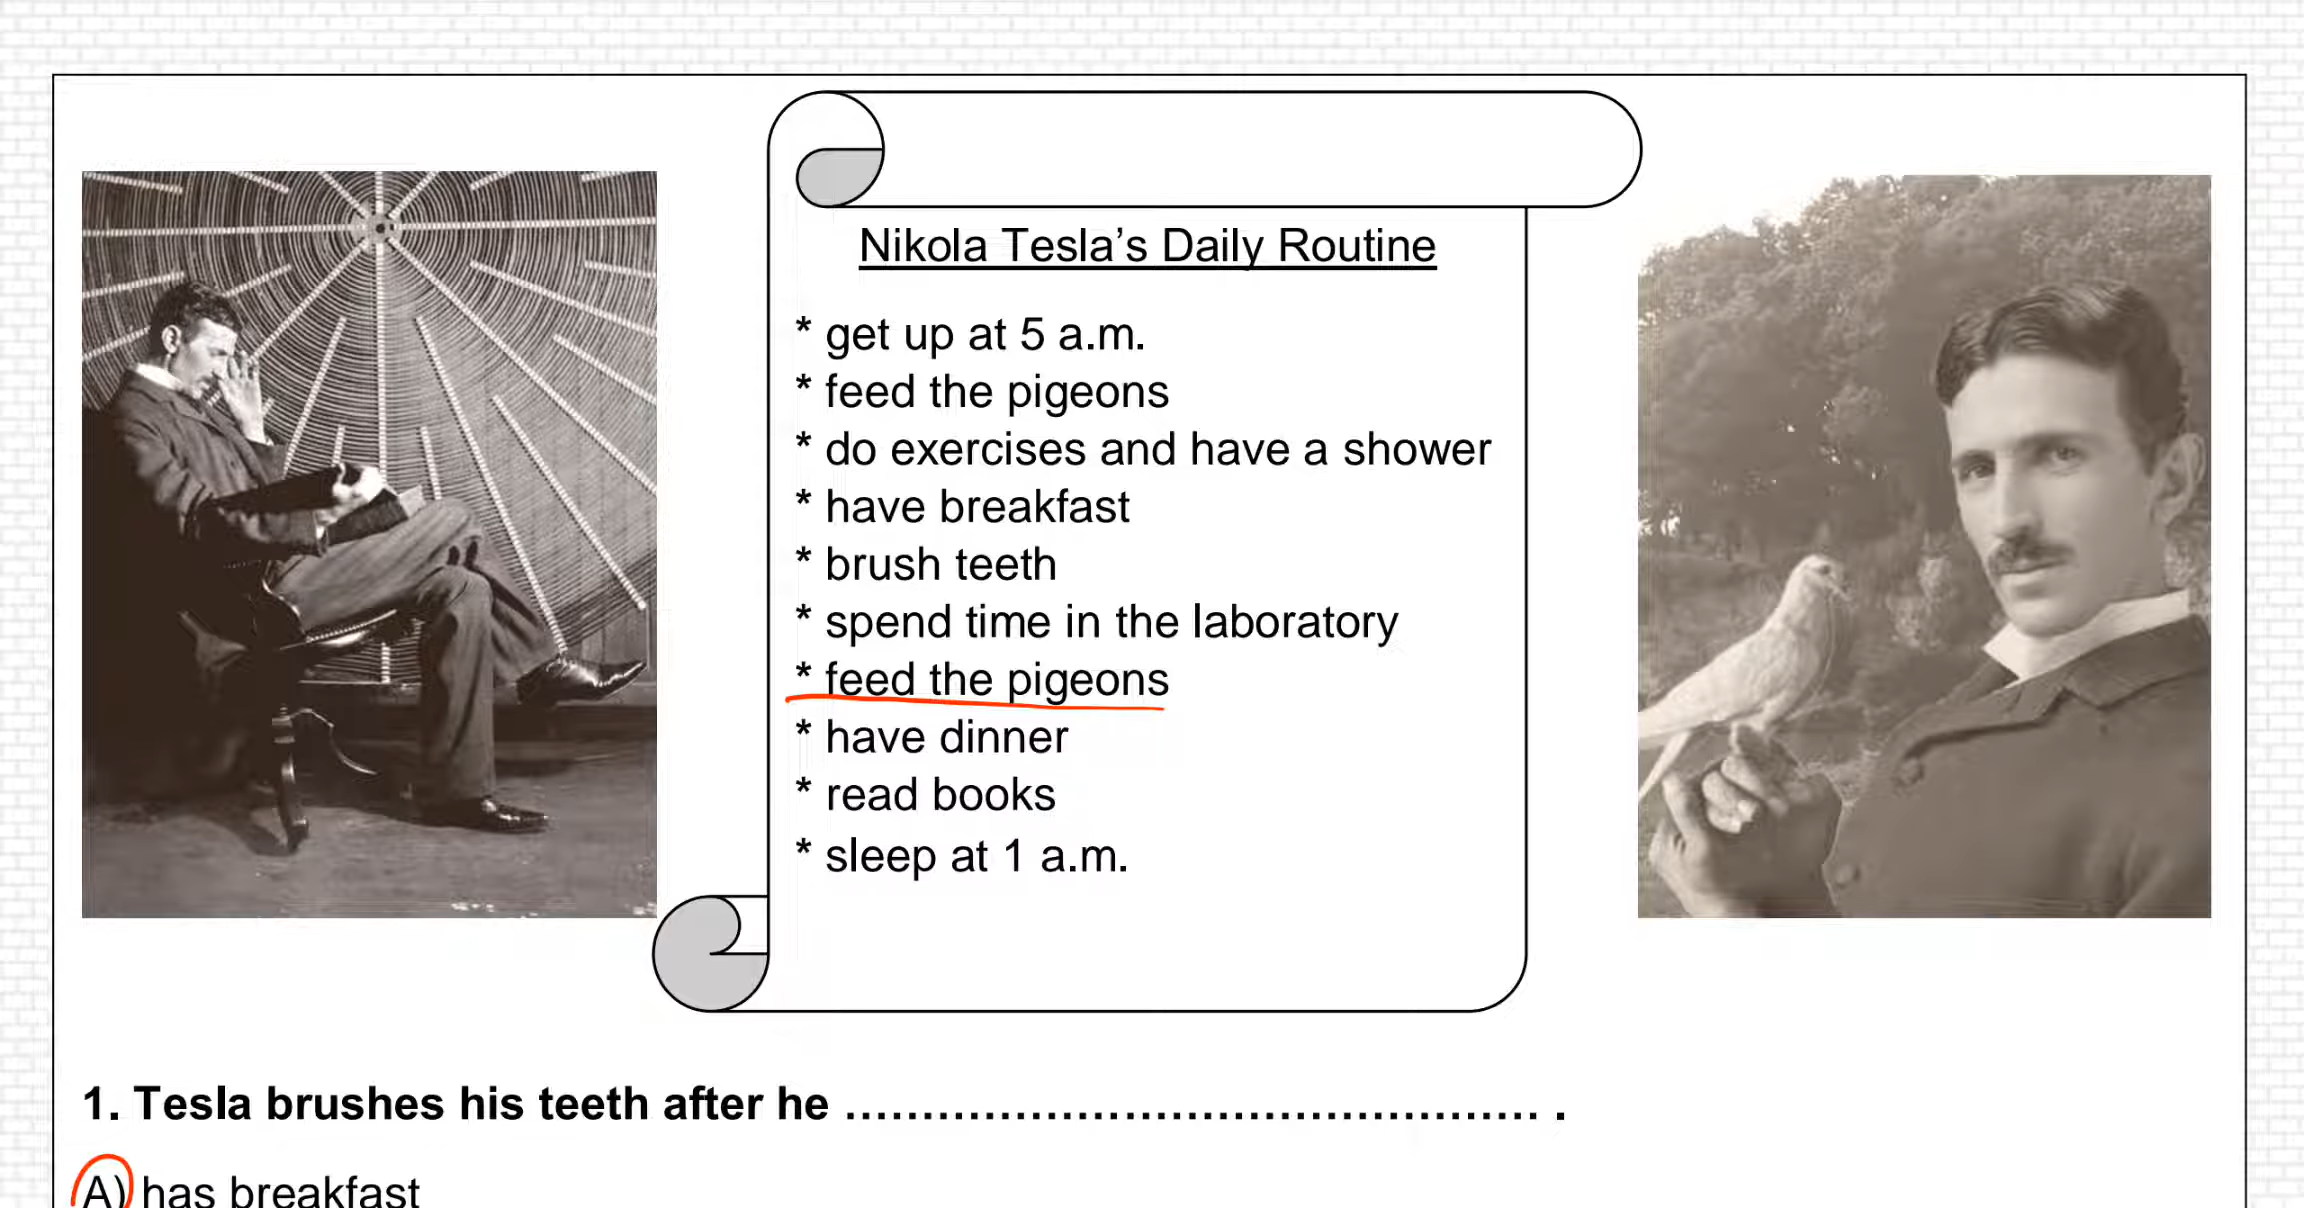 Nikola Tesla’s Daily Routine
* get up at 5 a.m.
* feed the pigeons
* do exercises and have a shower
* have breakfast
* brush teeth
* spend time in the laboratory
* feed the pigeons
* have dinner
* read books
* sleep at 1 a.m.
1. Tesla brushes his teeth after he ............................................. .
A) has breakfast